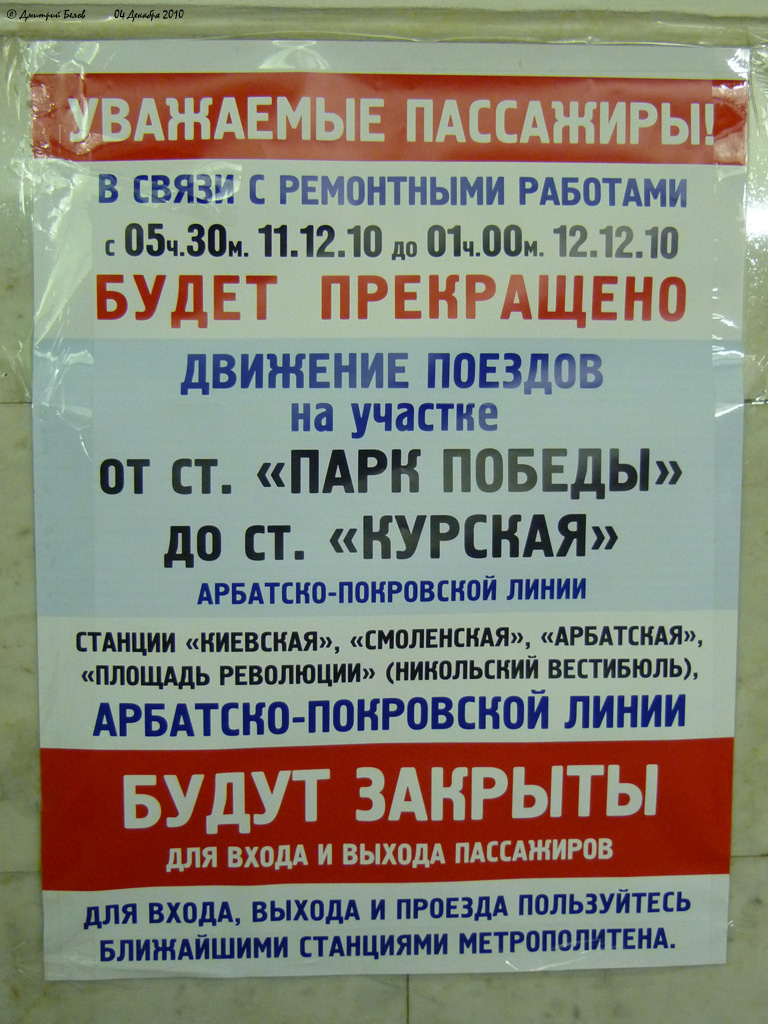 © Дмитрий Белов 04 Декабря 2010
УВАЖАЕМЫЕ ПАССАЖИРЫ!
В СВЯЗИ С РЕМОНТНЫМИ РАБОТАМИ
с 05ч.30м. 11.12.10 до 01ч.00м. 12.12.10
БУДЕТ ПРЕКРАЩЕНО
ДВИЖЕНИЕ ПОЕЗДОВ
на участке
ОТ СТ. «ПАРК ПОБЕДЫ»
ДО СТ. «КУРСКАЯ»
АРБАТСКО-ПОКРОВСКОЙ ЛИНИИ
СТАНЦИИ «КИЕВСКАЯ», «СМОЛЕНСКАЯ», «АРБАТСКАЯ»,
«ПЛОЩАДЬ РЕВОЛЮЦИИ» (НИКОЛЬСКИЙ ВЕСТИБЮЛЬ),
АРБАТСКО-ПОКРОВСКОЙ ЛИНИИ
БУДУТ ЗАКРЫТЫ
ДЛЯ ВХОДА И ВЫХОДА ПАССАЖИРОВ
ДЛЯ ВХОДА, ВЫХОДА И ПРОЕЗДА ПОЛЬЗУЙТЕСЬ
БЛИЖАЙШИМИ СТАНЦИЯМИ МЕТРОПОЛИТЕНА.